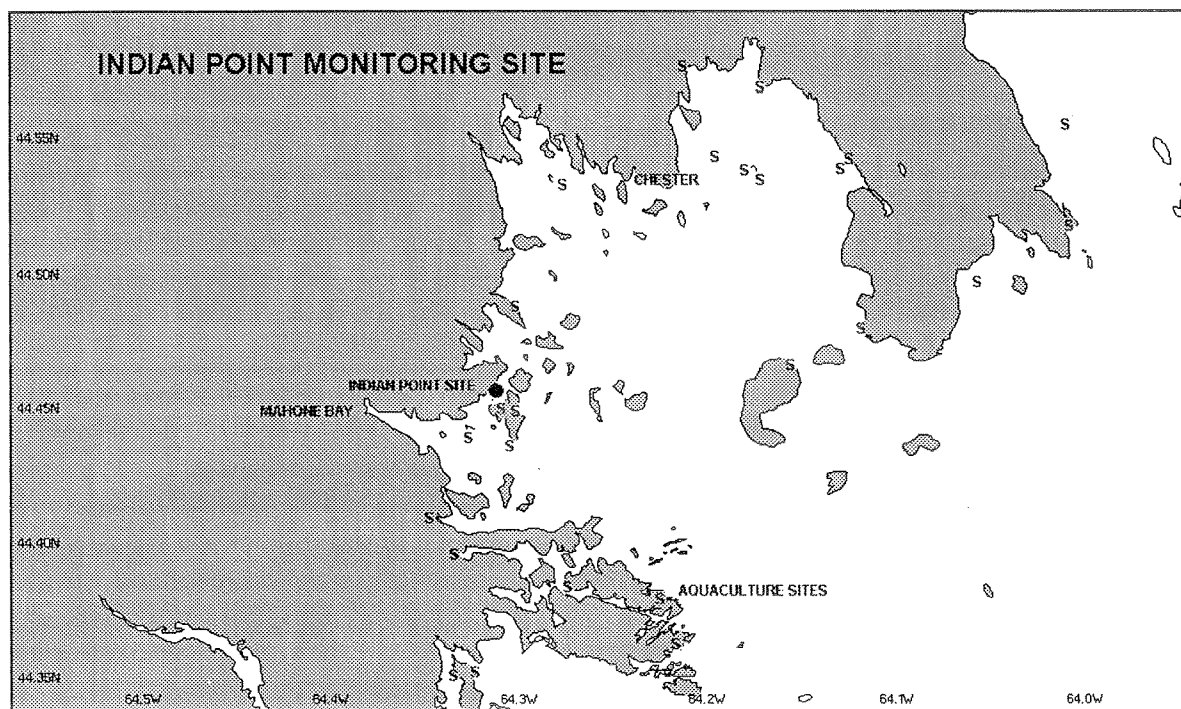 INDIAN POINT MONITORING SITE
S
S
S
44.55N
S
S
S
S
S
S
S
CHESTER
S
44.50N
S
S
S
S
INDIAN POINT SITE
44.45N
S
S
MAHONE BAY
S
S
S
44.40N
S
S
AQUACULTURE SITES
S
S
S
S
S
44.35N
64.5W
64.4W
64.3W
64.2W
64.1W
64.0W